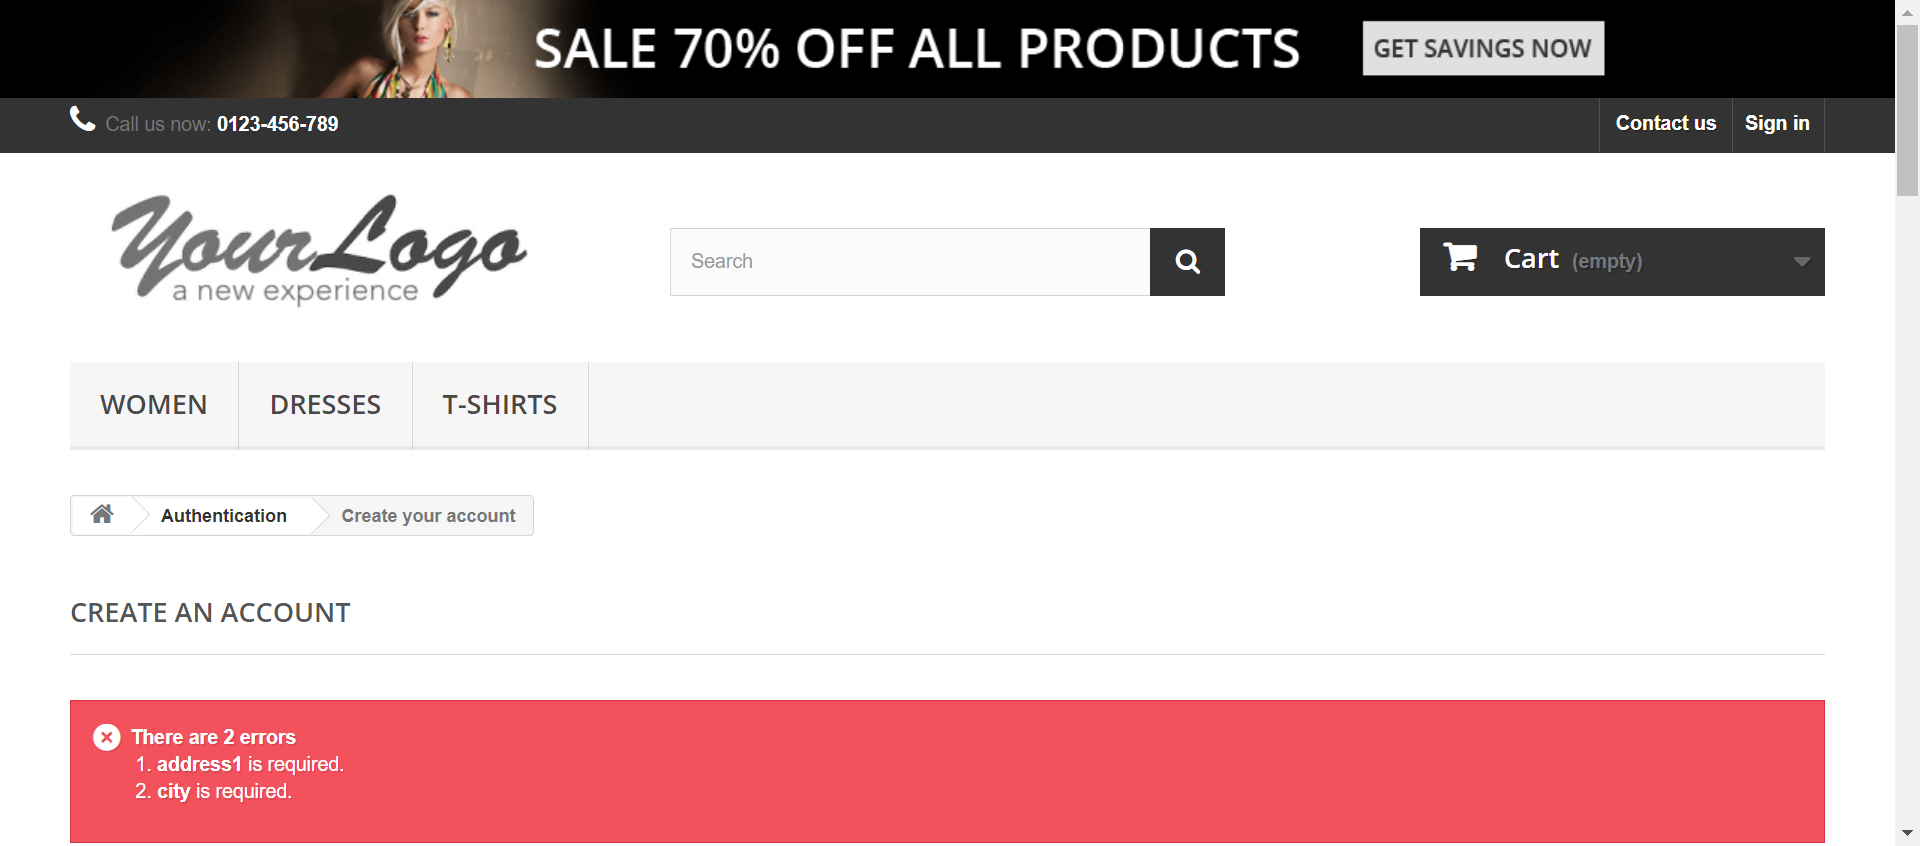 SALE 70% OFF ALL PRODUCTS
GET SAVINGS NOW
Call us now: 0123-456-789
Contact us
Sign in
YourLogo
a new experience
Search
Cart (empty)
WOMEN
DRESSES
T-SHIRTS
Authentication
Create your account
CREATE AN ACCOUNT
There are 2 errors
1. address1 is required.
2. city is required.